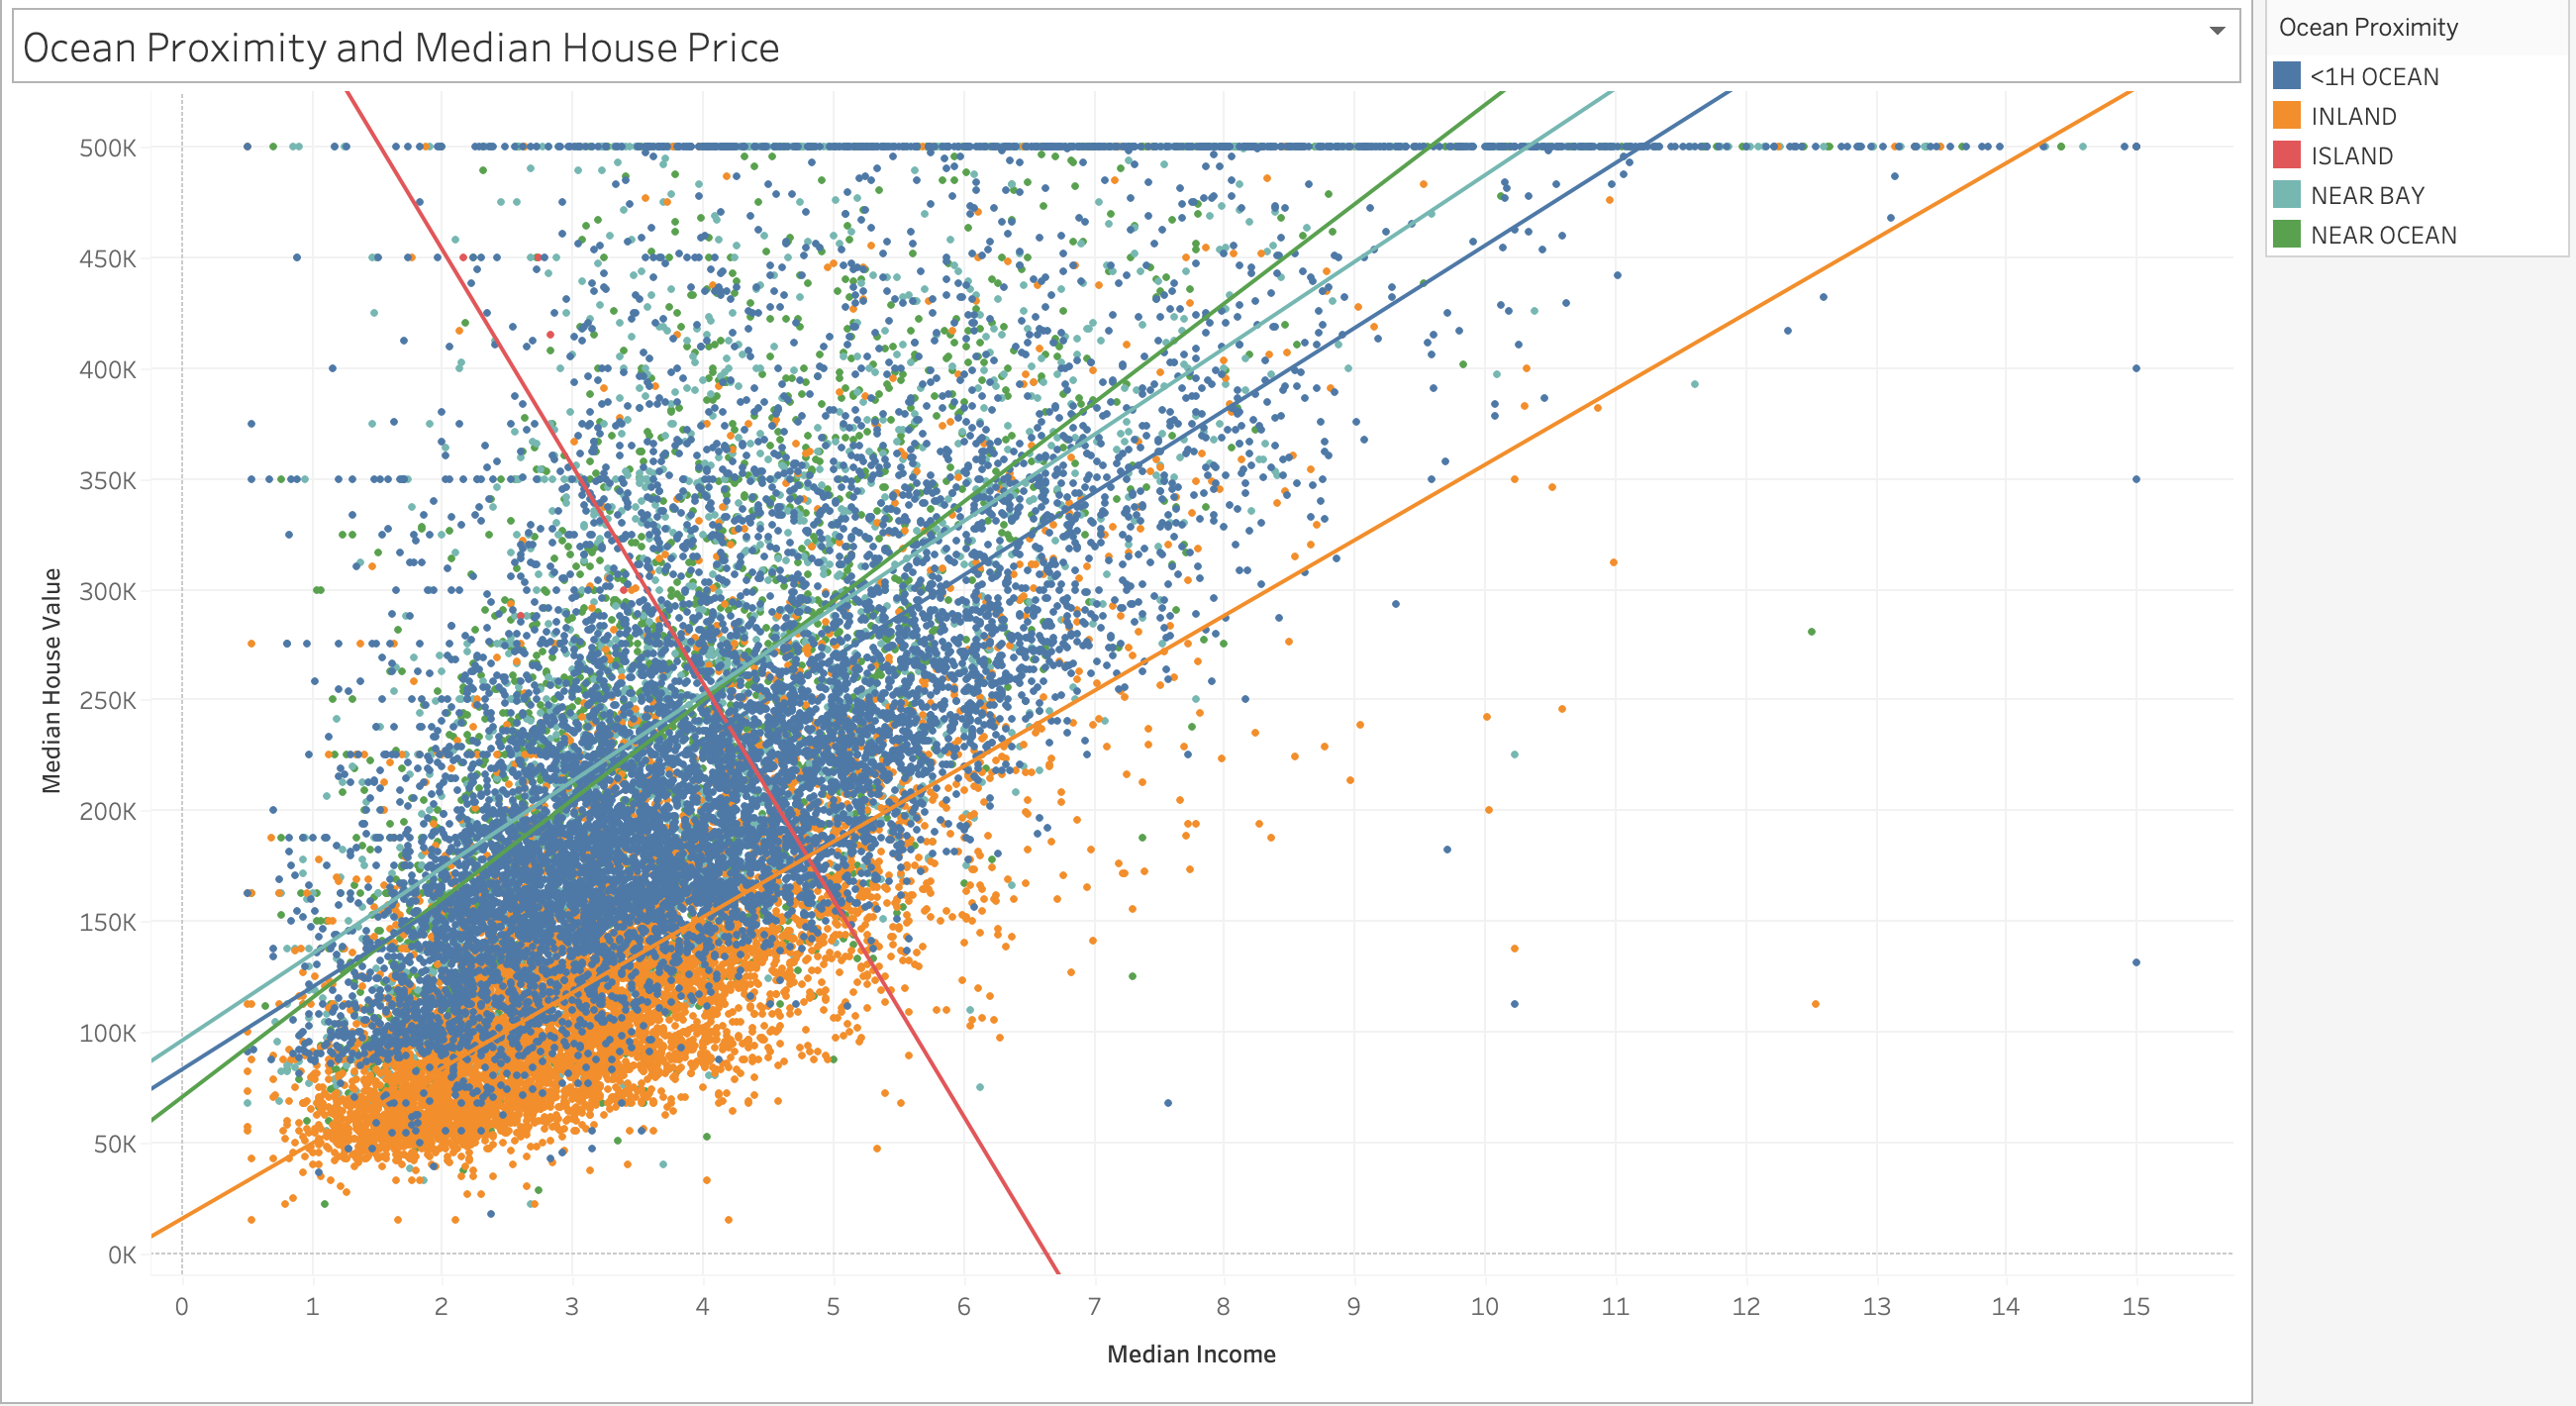 Ocean Proximity and Median House Price
Ocean Proximity
<1H OCEAN
INLAND
ISLAND
NEAR BAY
NEAR OCEAN
500K
450K
400K
350K
300K
250K
200K
150K
100K
50K
0K
Median House Value
0 1 2 3 4 5 6 7 8 9 10 11 12 13 14 15
Median Income